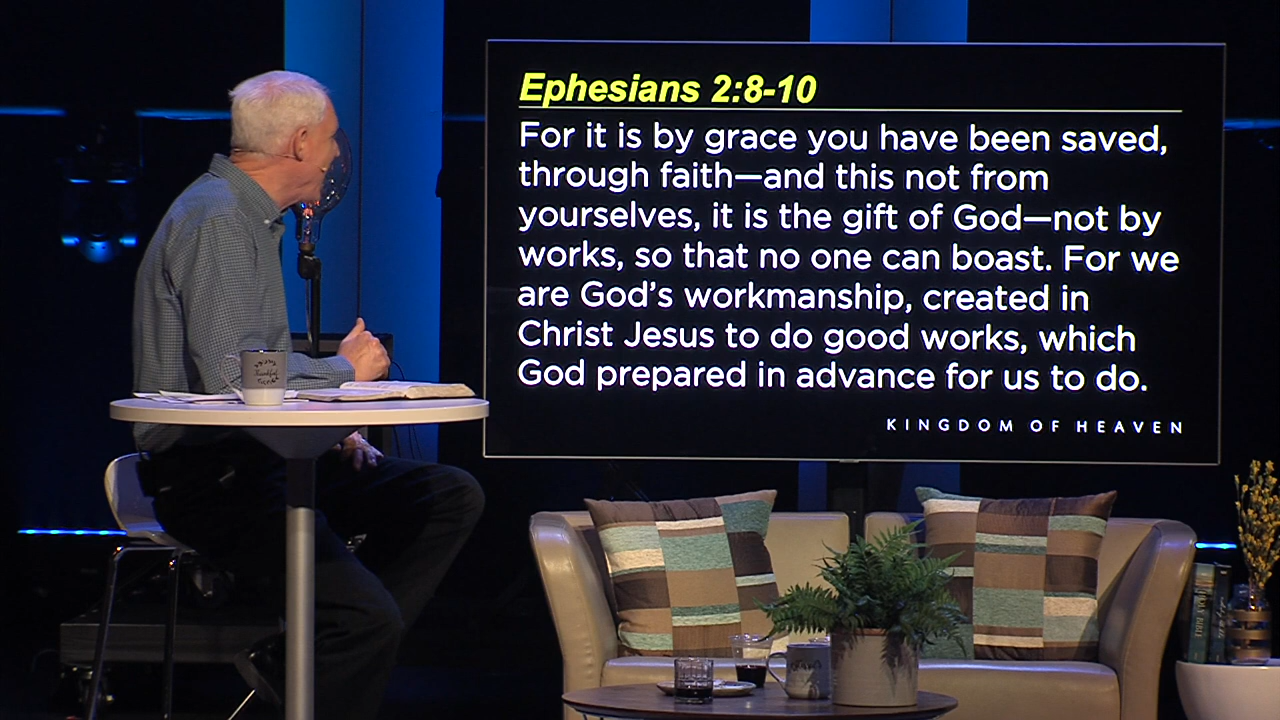 Ephesians 2:8-10
For it is by grace you have been saved,
through faith—and this not from
yourselves, it is the gift of God—not by
works, so that no one can boast. For we
are God's workmanship, created in
Christ Jesus to do good works, which
God prepared in advance for us to do.
KINGDOM OF HEAVEN